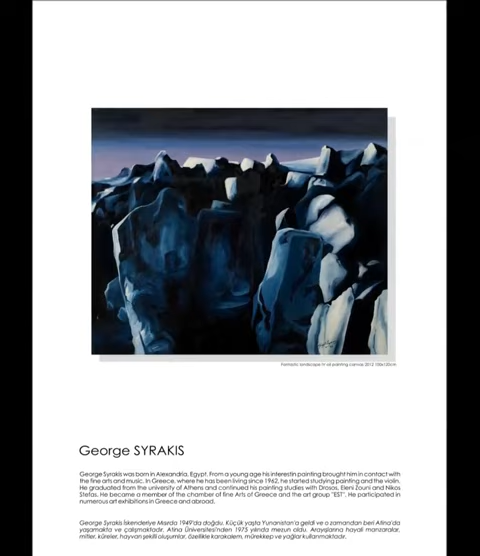 Fantastic landscape IV oil painting canvas 2012 100x120cm
George SYRAKIS
George Syrakis was born in Alexandria, Egypt. From a young age his interest in painting brought him in contact with
the fine arts and music. In Greece, where he has been living since 1962, he started studying painting and the violin.
He graduated from the university of Athens and continued his painting studies with Drosos, Eleni Zouni and Nikos
Stefos. He became a member of the chamber of fine Arts of Greece and the art group "EST". He participated in
numerous art exhibitions in Greece and abroad.
George Syrakis İskenderiye Mısırda 1949'da doğdu. Küçük yaşta Yunanistan'a geldi ve o zamandan beri Atina'da
yaşamakta ve çalışmaktadır. Atina Üniversitesi'nden 1975 yılında mezun oldu. Arayışlarına hayali manzaralar,
mitler, küreler, hayvan şekilli oluşumlar, özellikle karakalem, mürekkep ve yağlar kullanmaktadır.